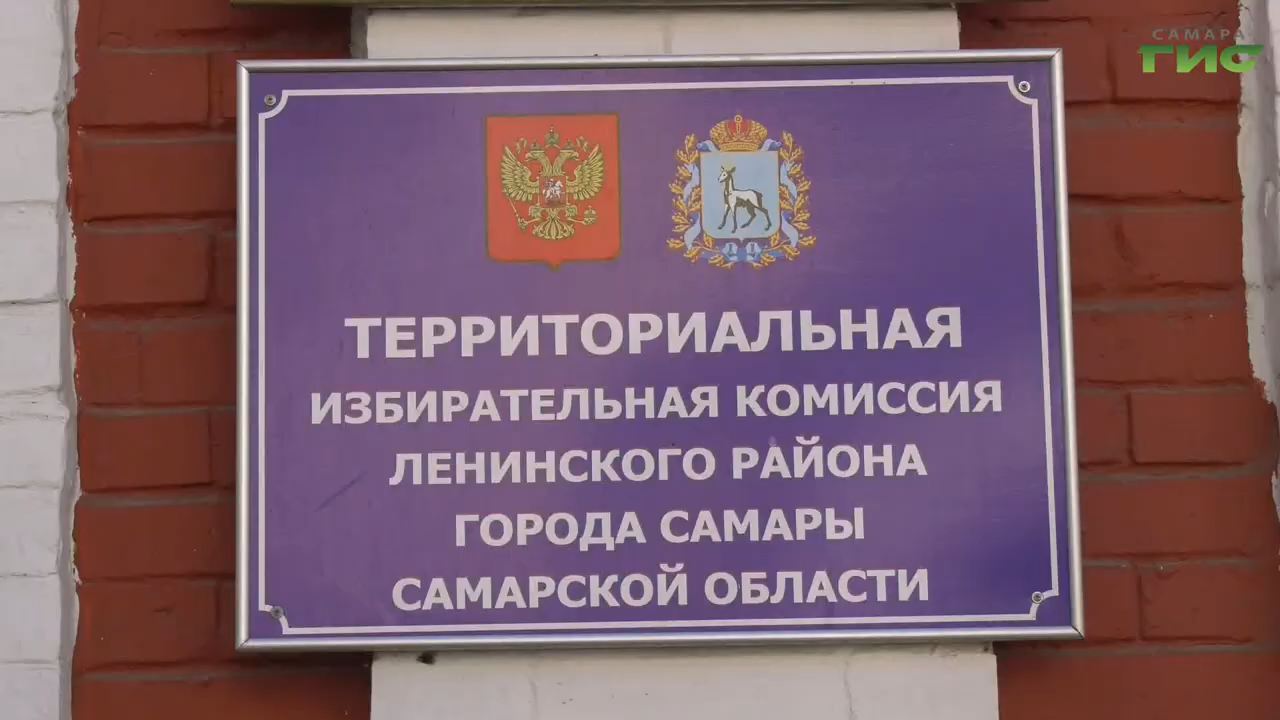 САМАРА
ГИС
ТЕРРИТОРИАЛЬНАЯ
ИЗБИРАТЕЛЬНАЯ КОМИССИЯ
ЛЕНИНСКОГО РАЙОНА
ГОРОДА САМАРЫ
САМАРСКОЙ ОБЛАСТИ